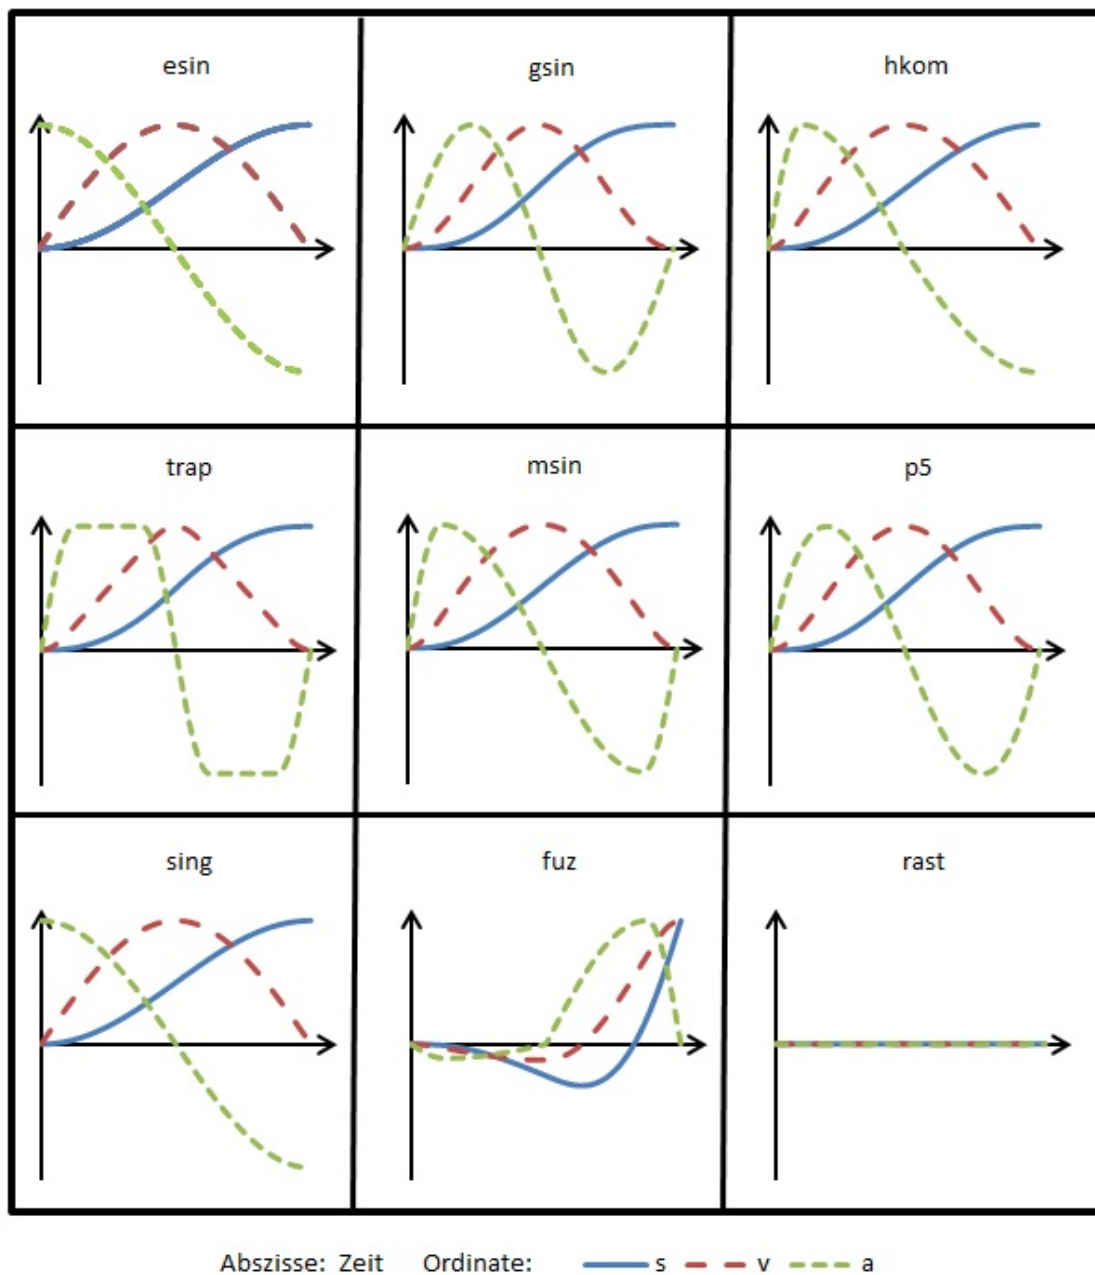 esin gsin hkom
trap msin p5
sing fuz rast
Abszisse: Zeit Ordinate: s v a